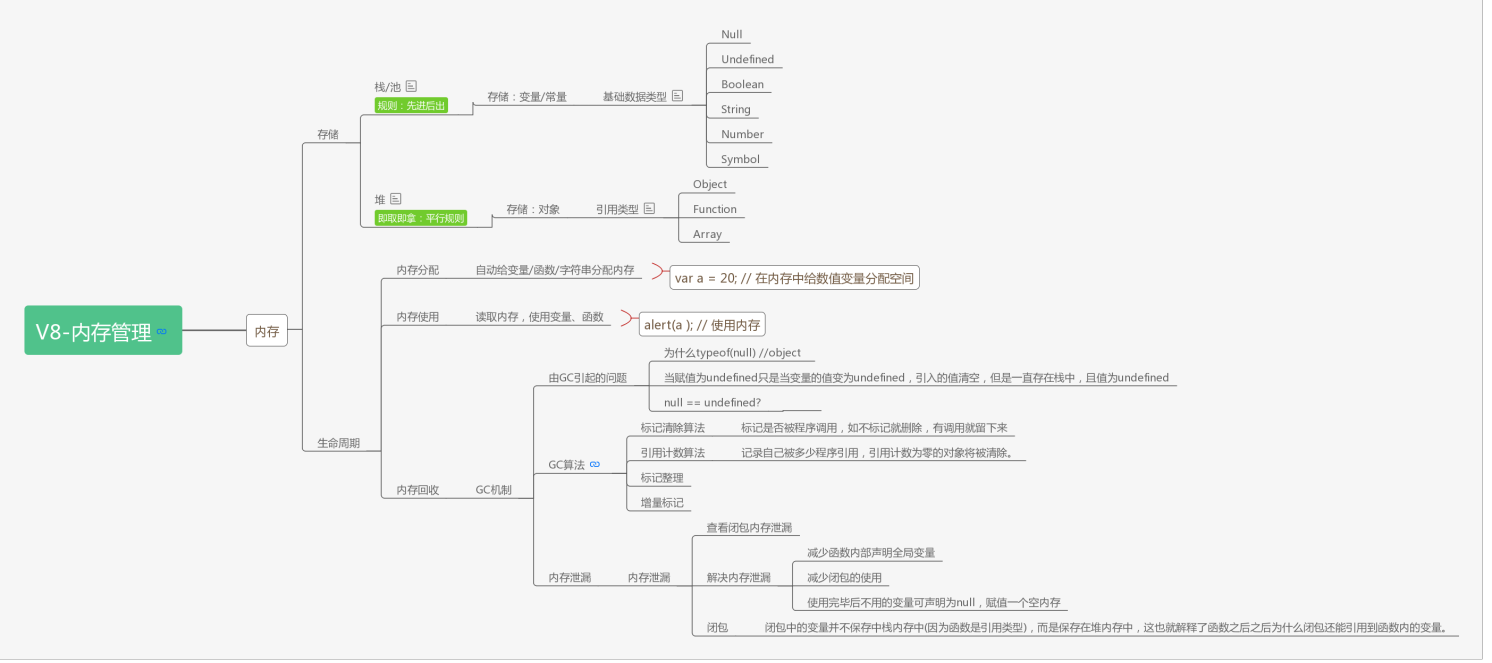 V8-内存管理
内存
存储
栈/池
规则：先进后出
存储：变量/常量
基础数据类型
Null
Undefined
Boolean
String
Number
Symbol
堆
即取即拿：平行规则
存储：对象
引用类型
Object
Function
Array
生命周期
内存分配
自动给变量/函数/字符串分配内存
var a = 20; // 在内存中给数值变量分配空间
内存使用
读取内存，使用变量、函数
alert(a ); // 使用内存
内存回收
GC机制
由GC引起的问题
为什么typeof(null) //object
当赋值为undefined只是当变量的值变为undefined，引入的值清空，但是一直存在栈中，且值为undefined
null == undefined?
GC算法
标记清除算法
标记是否被程序调用，如不标记就删除，有调用就留下来
引用计数算法
记录自己被多少程序引用，引用计数为零的对象将被清除。
标记整理
增量标记
内存泄漏
内存泄漏
查看闭包内存泄漏
解决内存泄漏
减少函数内部声明全局变量
减少闭包的使用
使用完毕后不用的变量可声明为null，赋值一个空内存
闭包
闭包中的变量并不保存中栈内存中(因为函数是引用类型)，而是保存在堆内存中，这也就解释了函数之后之后为什么闭包还能引用到函数内的变量。